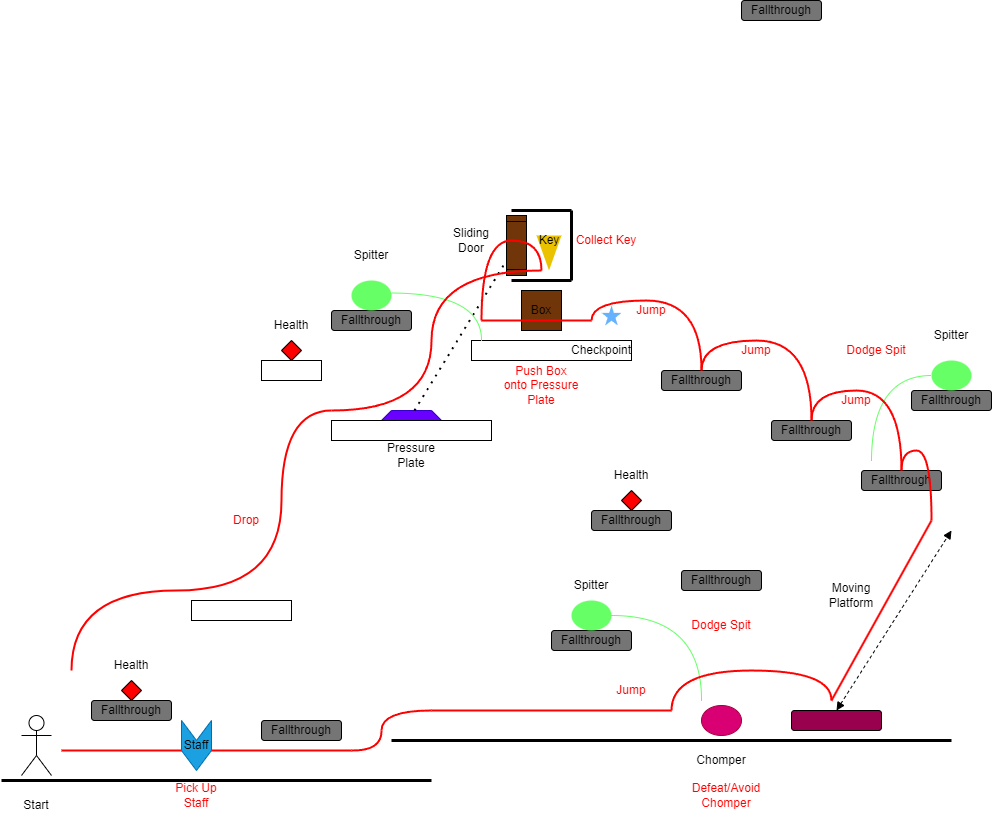 Fallthrough
Sliding
Door
Key
Collect Key
Spitter
Fallthrough
Box
Jump
Health
Checkpoint
Jump
Dodge Spit
Spitter
Push Box
onto Pressure
Plate
Fallthrough
Jump
Fallthrough
Fallthrough
Pressure
Plate
Fallthrough
Health
Drop
Fallthrough
Fallthrough
Spitter
Moving
Platform
Dodge Spit
Fallthrough
Health
Jump
Fallthrough
Fallthrough
Staff
Chomper
Pick Up
Staff
Defeat/Avoid
Chomper
Start